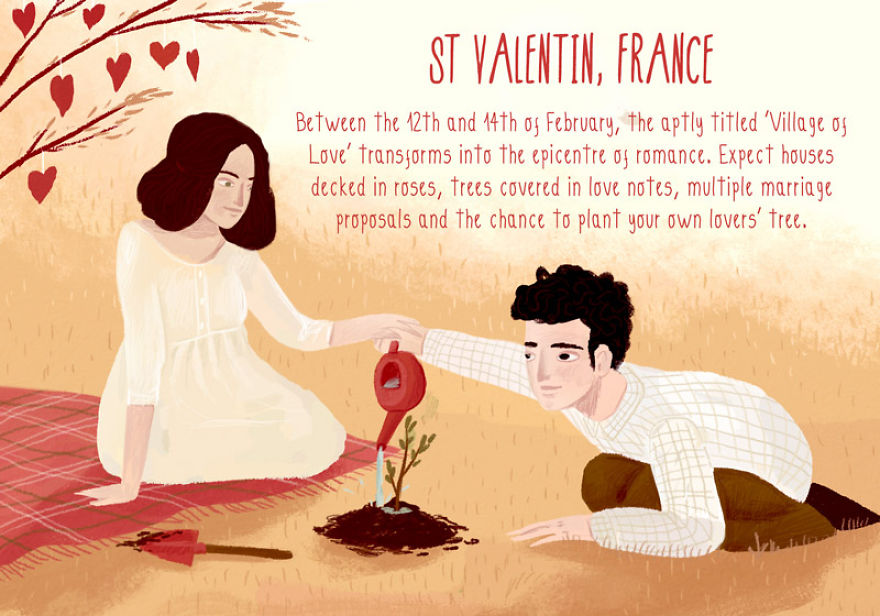 ST VALENTIN, FRANCE
Between the 12th and 14th of February, the aptly titled 'Village of
Love' transforms into the epicentre of romance. Expect houses
decked in roses, trees covered in love notes, multiple marriage
proposals and the chance to plant your own lovers' tree.